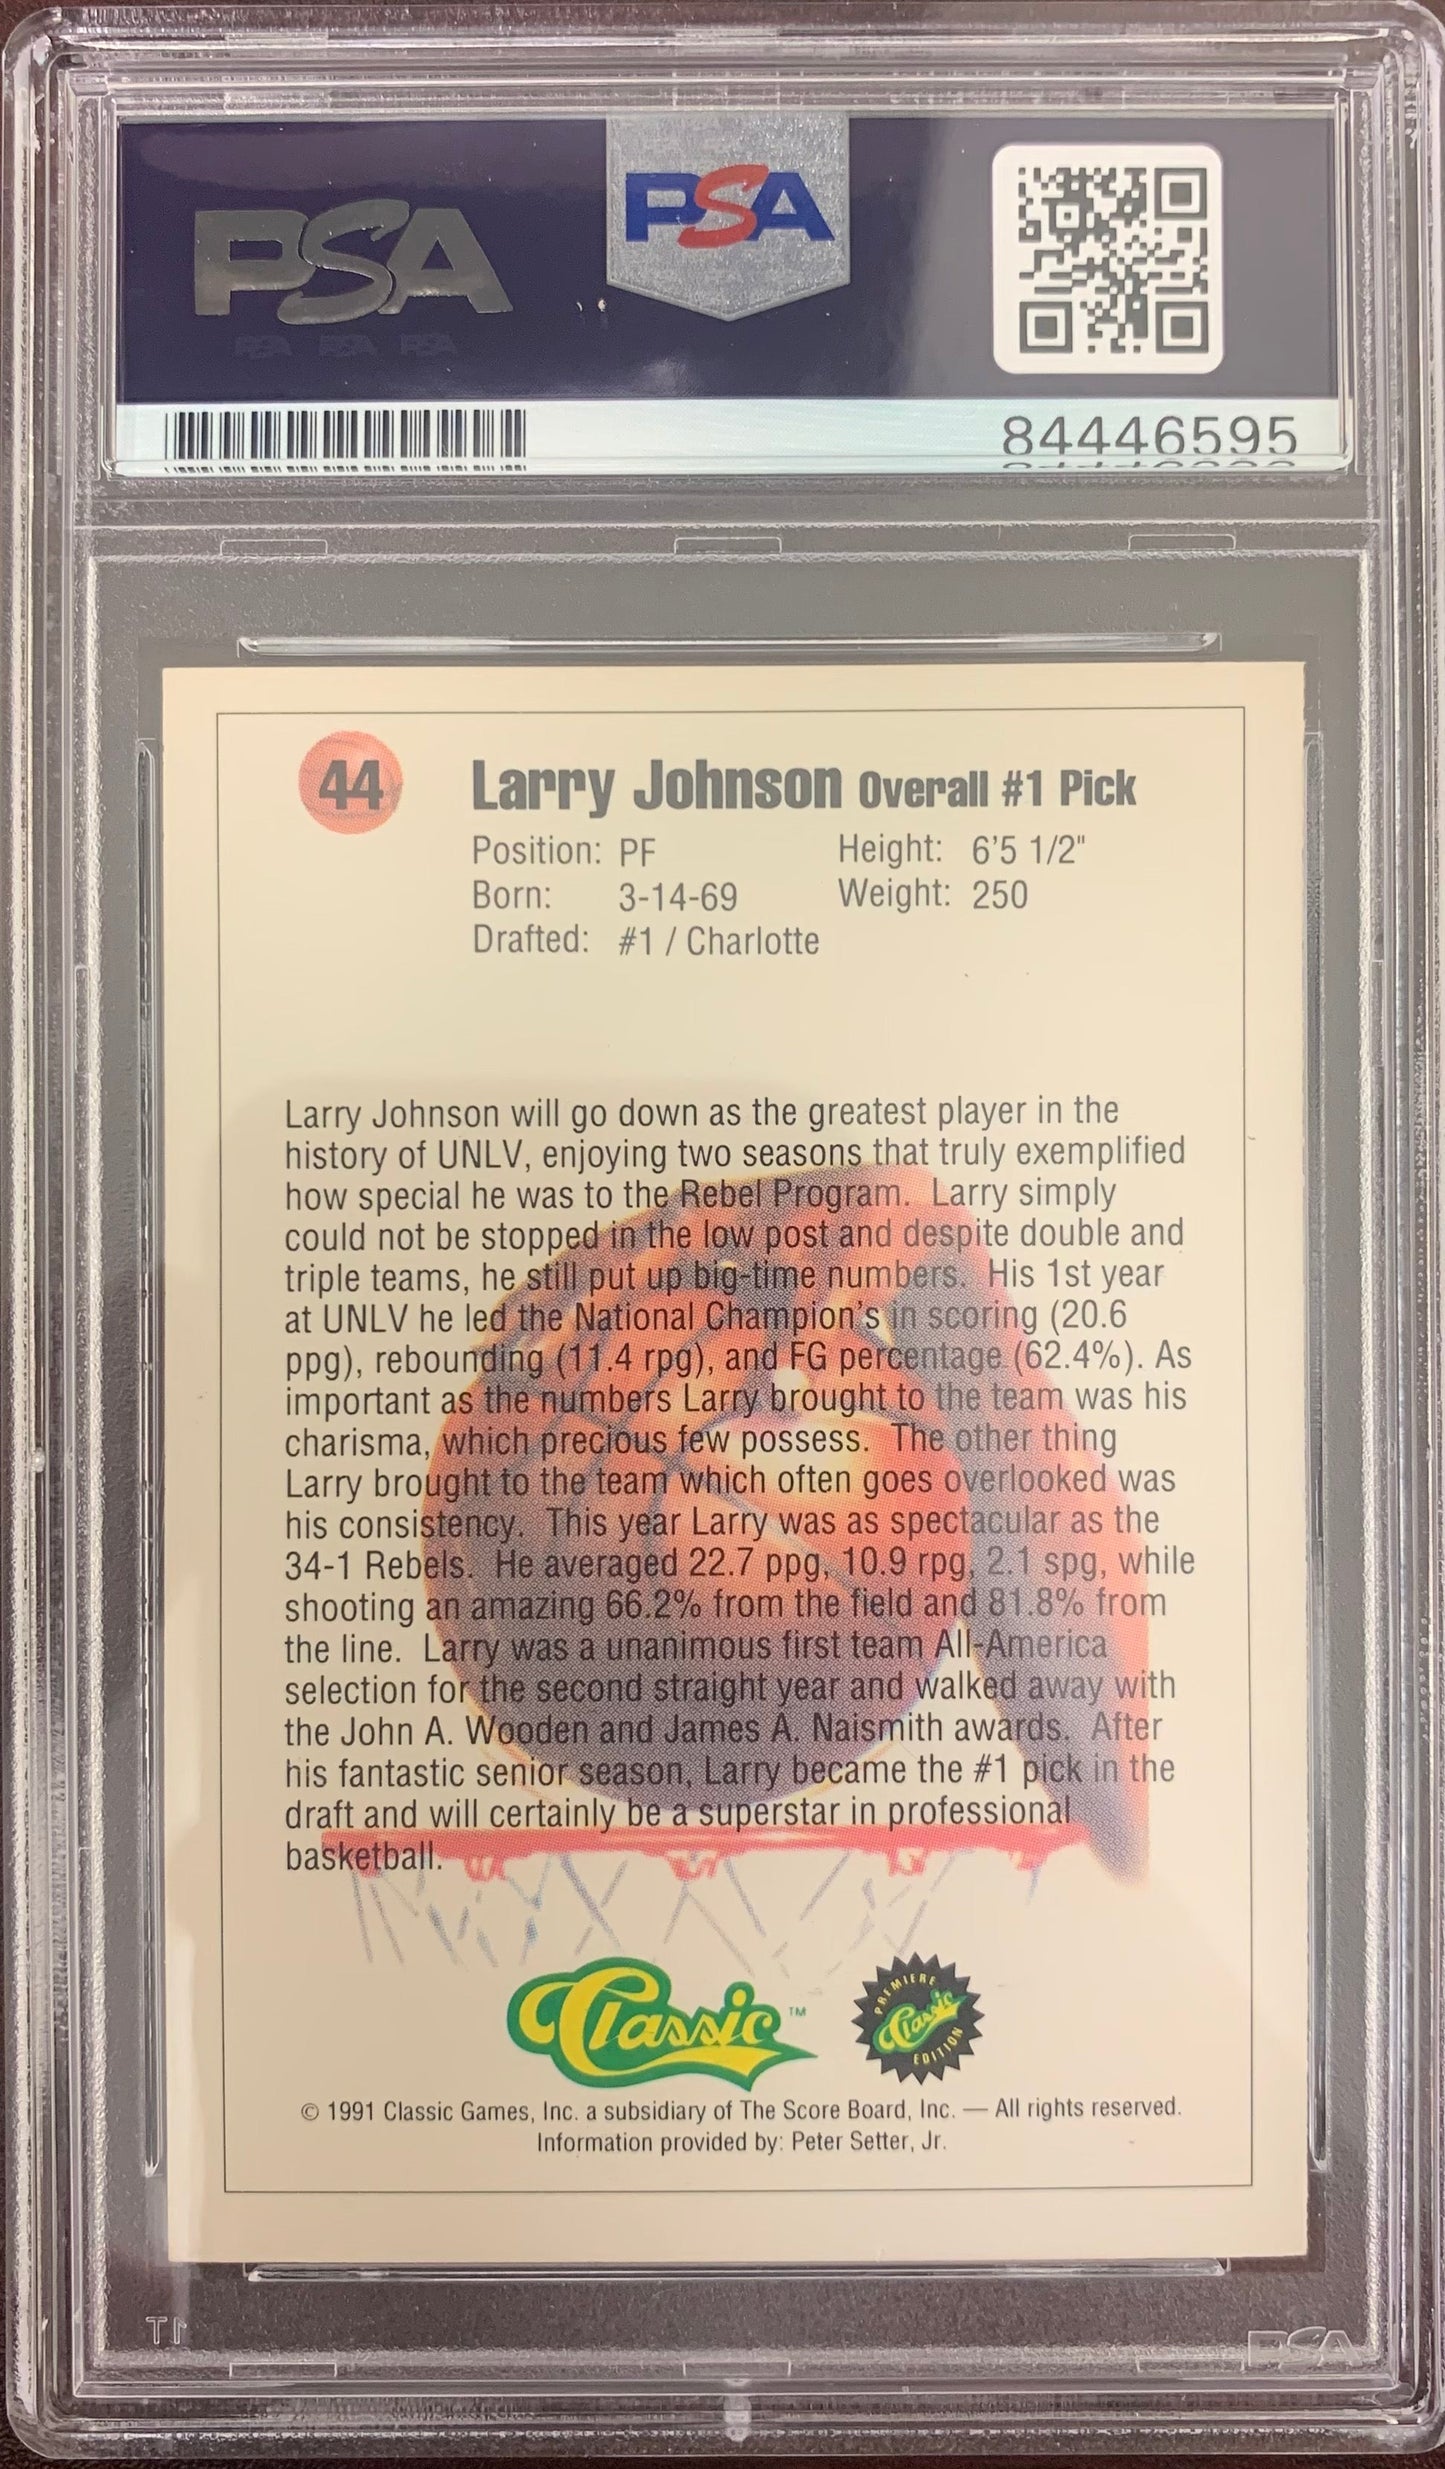 PSA
PSA
PSA PSA PSA
84446595
44
Larry Johnson Overall #1 Pick
Position: PF Height: 6'5 1/2"
Born: 3-14-69 Weight: 250
Drafted: #1 / Charlotte
Larry Johnson will go down as the greatest player in the
history of UNLV, enjoying two seasons that truly exemplified
how special he was to the Rebel Program. Larry simply
could not be stopped in the low post and despite double and
triple teams, he still put up big-time numbers. His 1st year
at UNLV he led the National Champion's in scoring (20.6
ppg), rebounding (11.4 rpg), and FG percentage (62.4%). As
important as the numbers Larry brought to the team was his
charisma, which precious few possess. The other thing
Larry brought to the team which often goes overlooked was
his consistency. This year Larry was as spectacular as the
34-1 Rebels. He averaged 22.7 ppg, 10.9 rpg, 2.1 spg, while
shooting an amazing 66.2% from the field and 81.8% from
the line. Larry was a unanimous first team All-America
selection for the second straight year and walked away with
the John A. Wooden and James A. Naismith awards. After
his fantastic senior season, Larry became the #1 pick in the
draft and will certainly be a superstar in professional
basketball.
Classic™
PREMIERE
Classic
EDITION
© 1991 Classic Games, Inc. a subsidiary of The Score Board, Inc. — All rights reserved.
Information provided by: Peter Setter, Jr.
PSA